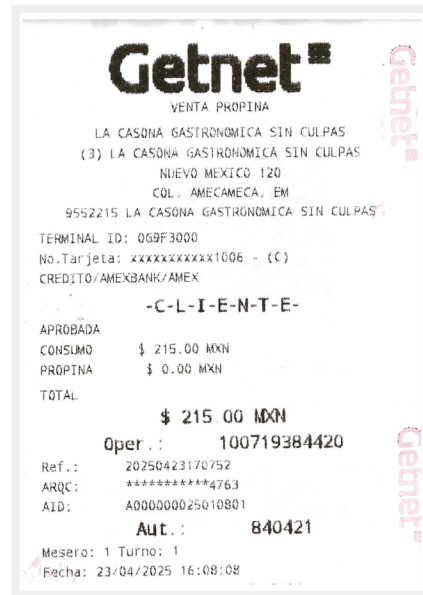 Getnet
VENTA PROPINA
LA CASONA GASTRONOMICA SIN CULPAS
(3) LA CASONA GASTRONOMICA SIN CULPAS
NUEVO MEXICO 120
COL. AMECAMECA, EM
9552215 LA CASONA GASTRONOMICA SIN CULPAS
TERMINAL ID: 0G9F3000
No.Tarjeta: xxxxxxxxxxx1006 - (C)
CREDITO/AMEXBANK/AMEX
-C-L-I-E-N-T-E-
APROBADA
CONSUMO $ 215.00 MXN
PROPINA $ 0.00 MXN
TOTAL
$ 215.00 MXN
Oper.: 100719384420
Ref.: 20250423170752
ARQC: ***********4763
AID: A000000025010801
Aut.: 840421
Mesero: 1 Turno: 1
Fecha: 23/04/2025 16:08:08
Getnet
Getnet